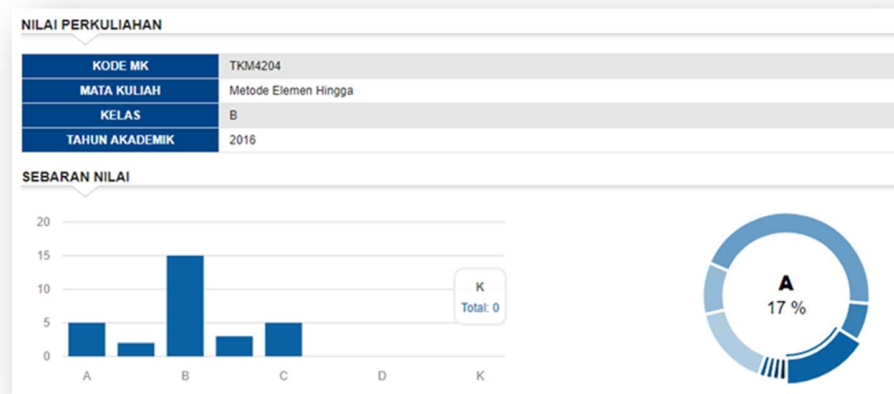 NILAI PERKULIAHAN
KODE MK TKM4204
MATA KULIAH Metode Elemen Hingga
KELAS B
TAHUN AKADEMIK 2016
SEBARAN NILAI
20
15
10
5
0
A B C D K
K
Total: 0
A
17 %